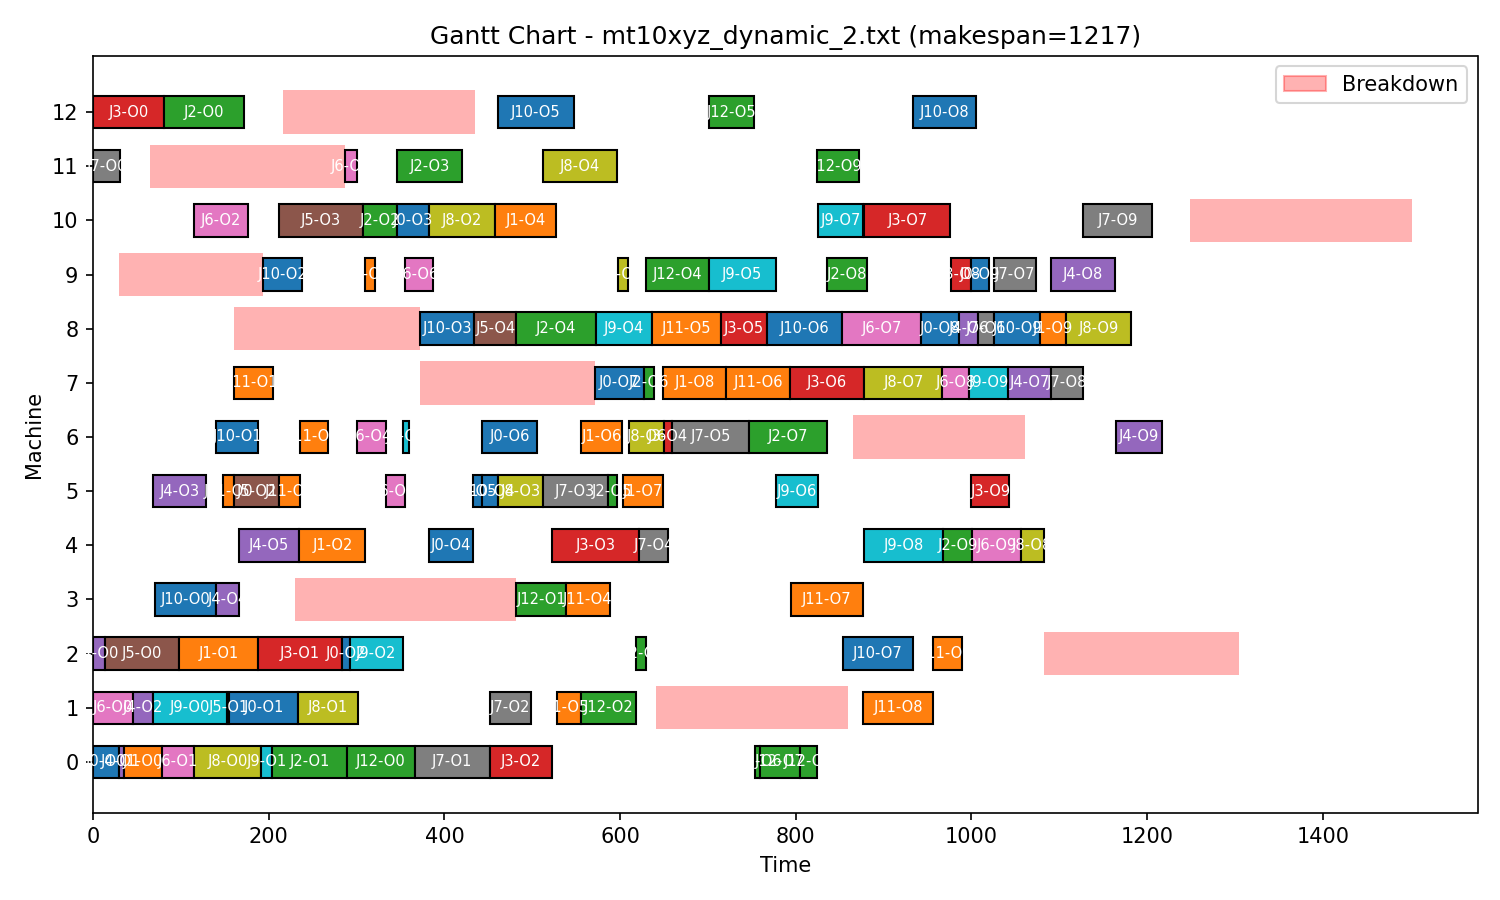 Gantt Chart - mt10xyz_dynamic_2.txt (makespan=1217)
Breakdown
12 J3-O0 J2-O0 J10-O5 J12-O5 J10-O8
11 J2-O3 J8-O4
10 J6-O2 J5-O3 J1-O4 J8-O2 J9-O7 J3-O7 J7-O9
9 J10-O2 J12-O4 J9-O5 J2-O8 J7-O7 J4-O8
8 J10-O3 J5-O4 J2-O4 J9-O4 J11-O5 J3-O5 J10-O6 J6-O7 J8-O9
7 J1-O8 J11-O6 J3-O6 J8-O7 J4-O7 J7-O8
6 J10-O1 J0-O6 J1-O6 J7-O5 J2-O7 J4-O9
5 J4-O3 J7-O3 J9-O6 J3-O9
4 J4-O5 J1-O2 J0-O4 J3-O3 J7-O4 J9-O8 J2-O9 J6-O9
3 J10-O0 J12-O1 J11-O4 J11-O7
2 J5-O0 J1-O1 J3-O1 J9-O2 J10-O7
1 J9-O0 J0-O1 J8-O1 J7-O2 J12-O2 J11-O8
0 J8-O0 J9-O1 J2-O1 J12-O0 J7-O1 J3-O2
Machine
0 200 400 600 800 1000 1200 1400
Time